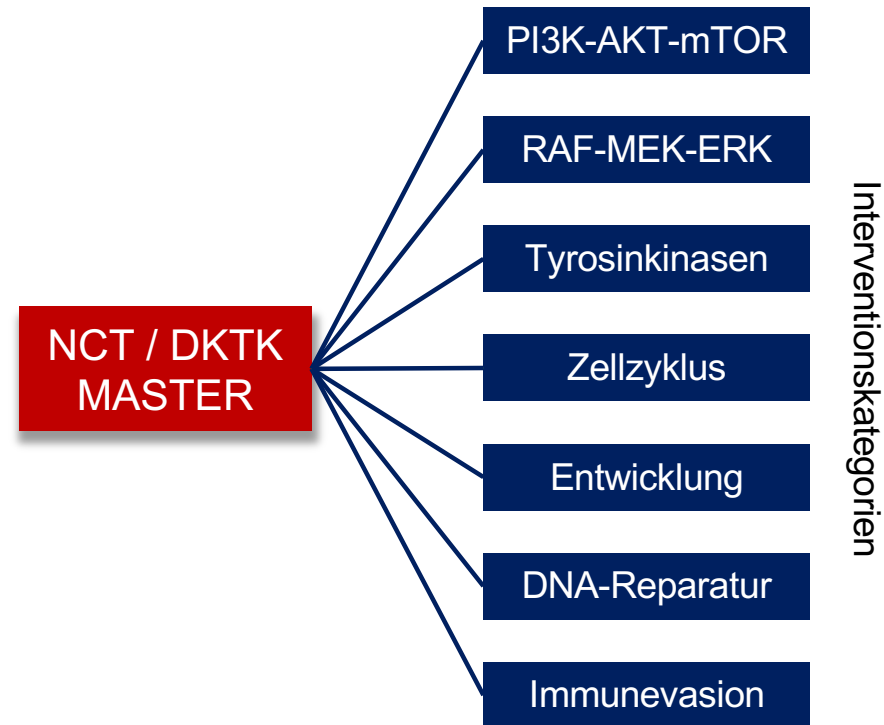 NCT / DKTK
MASTER
PI3K-AKT-mTOR
RAF-MEK-ERK
Tyrosinkinasen
Zellzyklus
Entwicklung
DNA-Reparatur
Immunevasion
Interventionskategorien